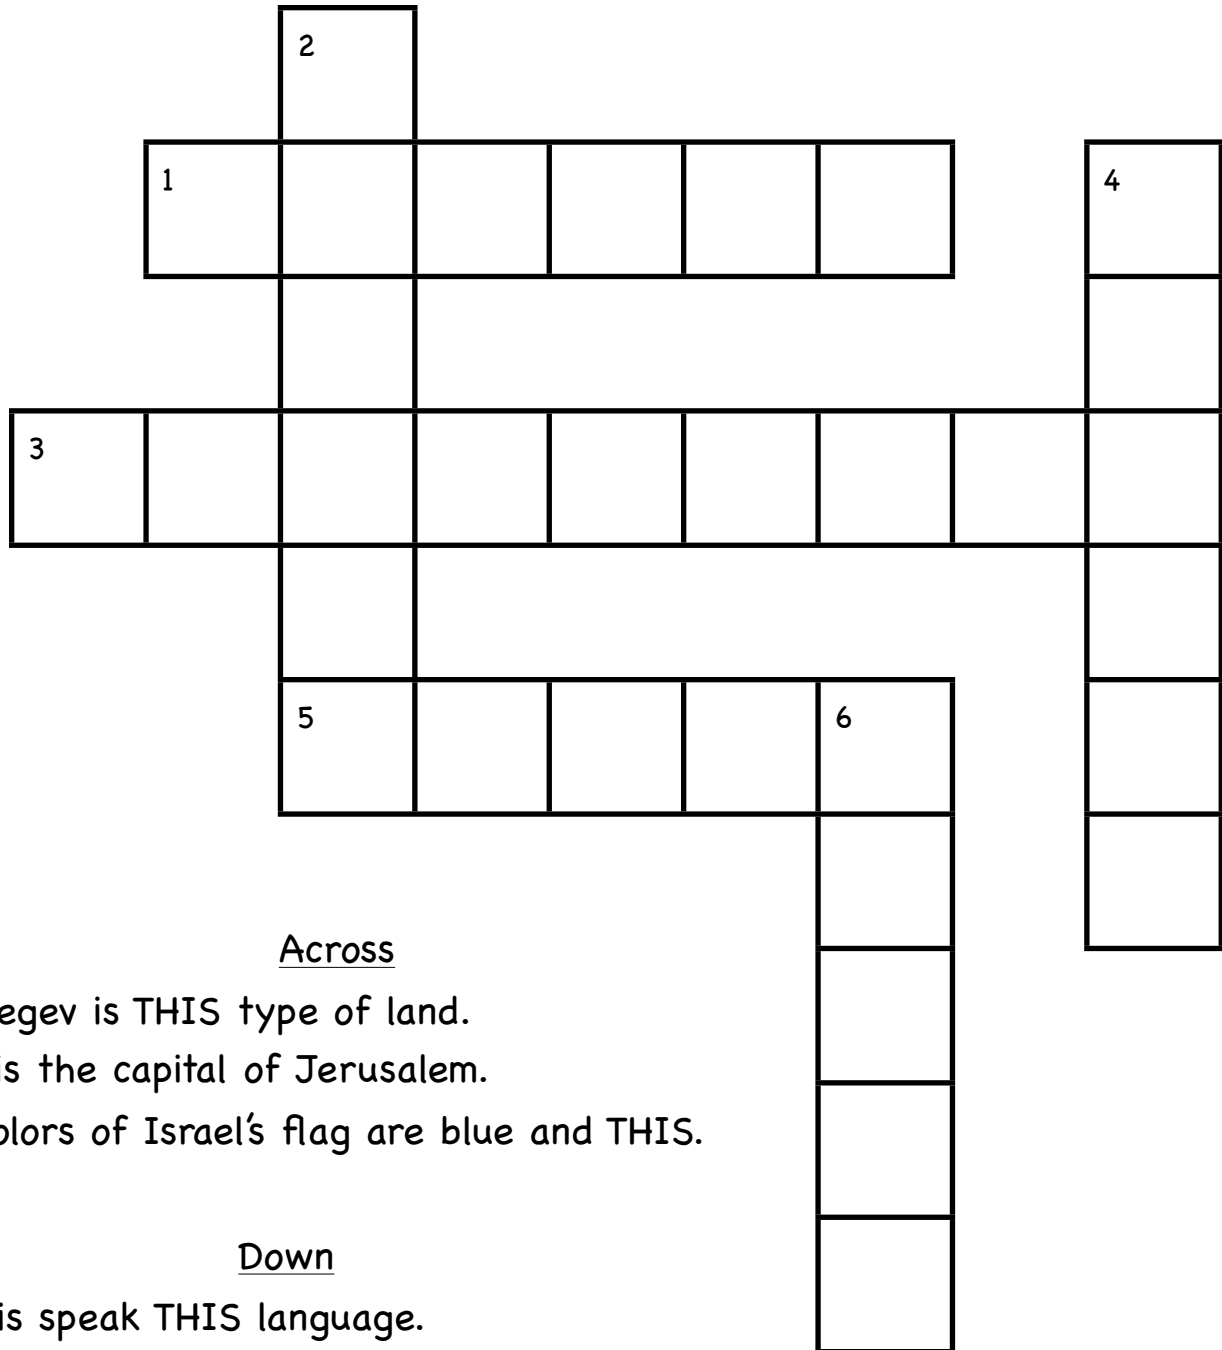 2
1
4
3
5
6
Across
egev is THIS type of land.
is the capital of Jerusalem.
olors of Israel's flag are blue and THIS.
Down
is speak THIS language.